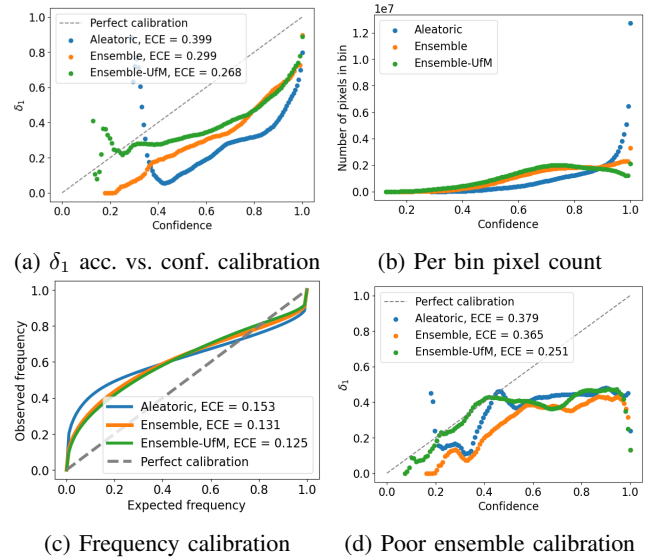 Perfect calibration
Aleatoric, ECE = 0.399
Ensemble, ECE = 0.299
Ensemble-UfM, ECE = 0.268
1.0
0.8
0.6
0.4
0.2
0.0
δ1
0.0 0.2 0.4 0.6 0.8 1.0
Confidence
(a) δ1 acc. vs. conf. calibration
1e7
Aleatoric
Ensemble
Ensemble-UfM
1.2
1.0
0.8
0.6
0.4
0.2
0.0
Number of pixels in bin
0.2 0.4 0.6 0.8 1.0
Confidence
(b) Per bin pixel count
1.0
0.8
0.6
0.4
0.2
0.0
Observed frequency
Aleatoric, ECE = 0.153
Ensemble, ECE = 0.131
Ensemble-UfM, ECE = 0.125
Perfect calibration
0.0 0.2 0.4 0.6 0.8 1.0
Expected frequency
(c) Frequency calibration
Perfect calibration
Aleatoric, ECE = 0.379
Ensemble, ECE = 0.365
Ensemble-UfM, ECE = 0.251
1.0
0.8
0.6
0.4
0.2
0.0
δ1
0.0 0.2 0.4 0.6 0.8 1.0
Confidence
(d) Poor ensemble calibration